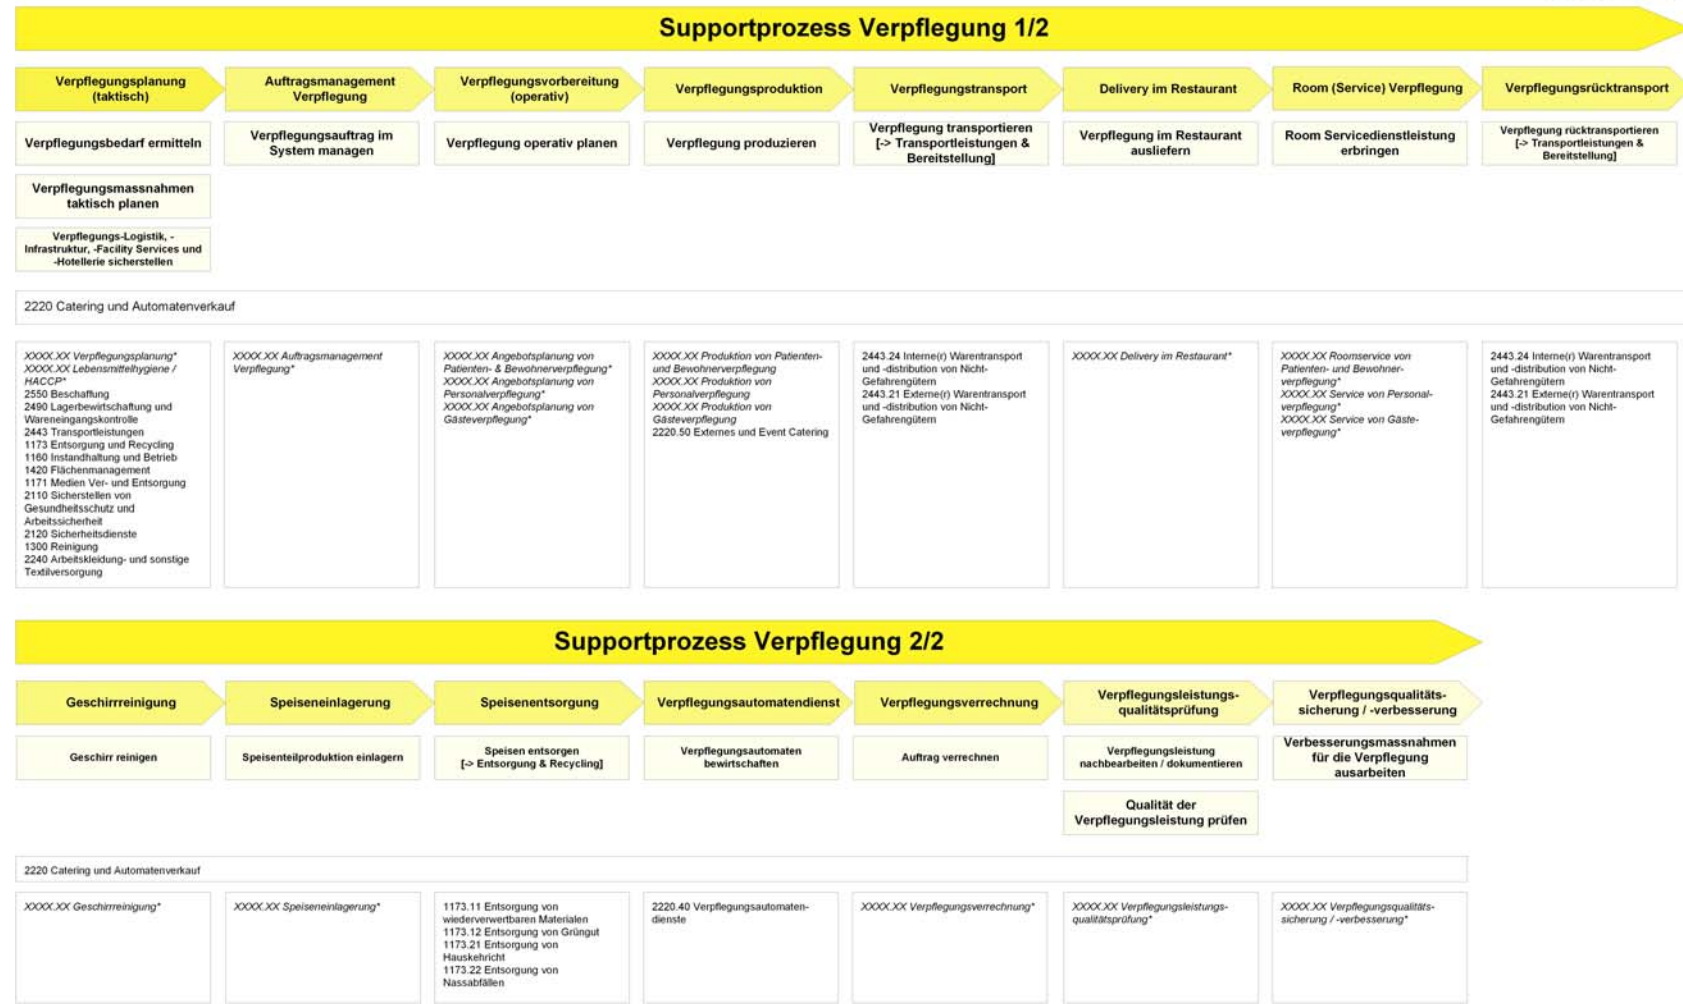 Supportprozess Verpflegung 1/2
Verpflegungsplanung
(taktisch)
Auftragsmanagement
Verpflegung
Verpflegungsvorbereitung
(operativ)
Verpflegungsproduktion
Verpflegungstransport
Delivery im Restaurant
Room (Service) Verpflegung
Verpflegungsrücktransport
Verpflegungsbedarf ermitteln
Verpflegungsauftrag im
System managen
Verpflegung operativ planen
Verpflegung produzieren
Verpflegung transportieren
[-> Transportleistungen &
Bereitstellung]
Verpflegung im Restaurant
ausliefern
Room Servicedienstleistung
erbringen
Verpflegung rücktransportieren
[-> Transportleistungen &
Bereitstellung]
Verpflegungsmassnahmen
taktisch planen
Verpflegungs-Logistik, -
Infrastruktur, -Facility Services und
-Hotellerie sicherstellen
2220 Catering und Automatenverkauf
XXXX.XX Verpflegungsplanung*
XXXX.XX Lebensmittelhygiene /
HACCP*
2550 Beschaffung
2490 Lagerbewirtschaftung und
Wareneingangskontrolle
2443 Transportleistungen
1173 Entsorgung und Recycling
1160 Instandhaltung und Betrieb
1420 Flächenmanagement
1171 Medien Ver- und Entsorgung
2110 Sicherstellen von
Gesundheitsschutz und
Arbeitssicherheit
2120 Sicherheitsdienste
1300 Reinigung
2240 Arbeitskleidung- und sonstige
Textilversorgung
XXXX.XX Auftragsmanagement
Verpflegung*
XXXX.XX Angebotsplanung von
Patienten- & Bewohnerverpflegung*
XXXX.XX Angebotsplanung von
Personalverpflegung*
XXXX.XX Angebotsplanung von
Gästeverpflegung*
XXXX.XX Produktion von Patienten-
und Bewohnerverpflegung
XXXX.XX Produktion von
Personalverpflegung
XXXX.XX Produktion von
Gästeverpflegung
2220.50 Externes und Event Catering
2443.24 Interne(r) Warentransport
und -distribution von Nicht-
Gefahrengütern
2443.21 Externe(r) Warentransport
und -distribution von Nicht-
Gefahrengütern
XXXX.XX Delivery im Restaurant*
XXXX.XX Roomservice von
Patienten- und Bewohner-
verpflegung*
XXXX.XX Service von Personal-
verpflegung*
XXXX.XX Service von Gäste-
verpflegung*
2443.24 Interne(r) Warentransport
und -distribution von Nicht-
Gefahrengütern
2443.21 Externe(r) Warentransport
und -distribution von Nicht-
Gefahrengütern
Supportprozess Verpflegung 2/2
Geschirrreinigung
Speiseneinlagerung
Speisenentsorgung
Verpflegungsautomatendienst
Verpflegungsverrechnung
Verpflegungsleistungs-
qualitätsprüfung
Verpflegungsqualitäts-
sicherung / -verbesserung
Geschirr reinigen
Speisenteilproduktion einlagern
Speisen entsorgen
[-> Entsorgung & Recycling]
Verpflegungsautomaten
bewirtschaften
Auftrag verrechnen
Verpflegungsleistung
nachbearbeiten / dokumentieren
Verbesserungsmassnahmen
für die Verpflegung
ausarbeiten
Qualität der
Verpflegungsleistung prüfen
2220 Catering und Automatenverkauf
XXXX.XX Geschirrreinigung*
XXXX.XX Speiseneinlagerung*
1173.11 Entsorgung von
wiederverwertbaren Materialen
1173.12 Entsorgung von Grüngut
1173.21 Entsorgung von
Hauskehricht
1173.22 Entsorgung von
Nassabfällen
2220.40 Verpflegungsautomaten-
dienste
XXXX.XX Verpflegungsverrechnung*
XXXX.XX Verpflegungsleistungs-
qualitätsprüfung*
XXXX.XX Verpflegungsqualitäts-
sicherung / -verbesserung*